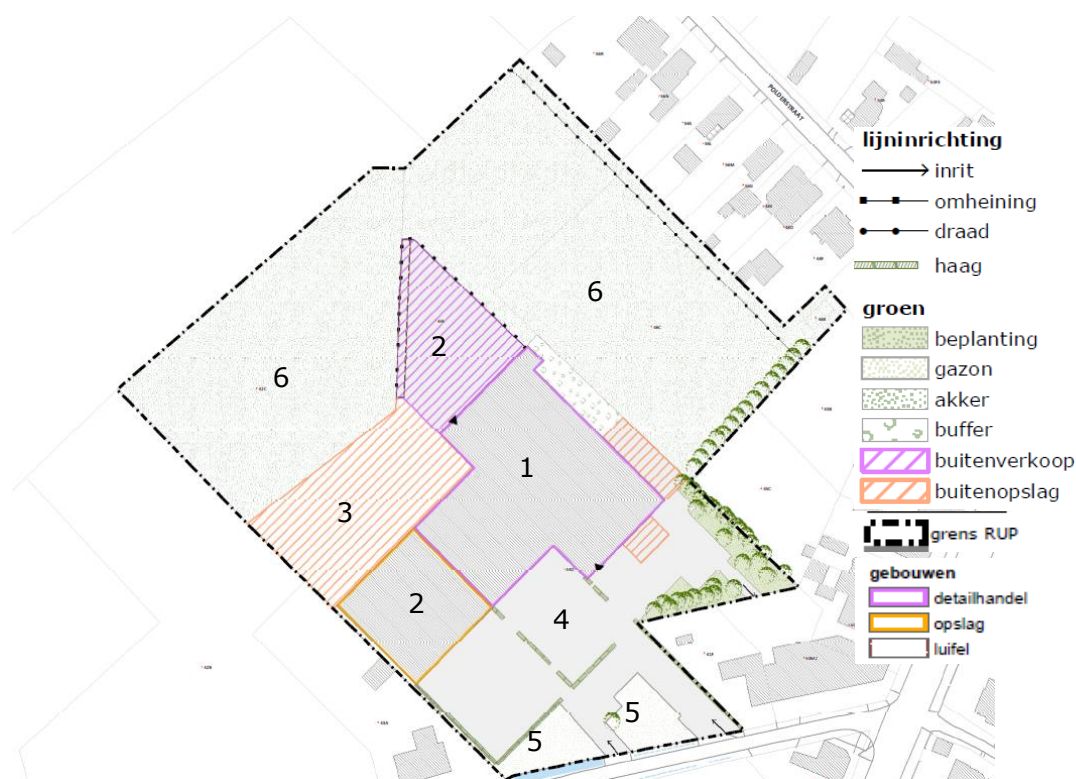 POLDERSTRAAT
lijninrichting
inrit
omheining
draad
haag
groen
beplanting
gazon
akker
buffer
buitenverkoop
buitenopslag
grens RUP
gebouwen
detailhandel
opslag
luifel
6
2
6
1
3
2
4
5
5